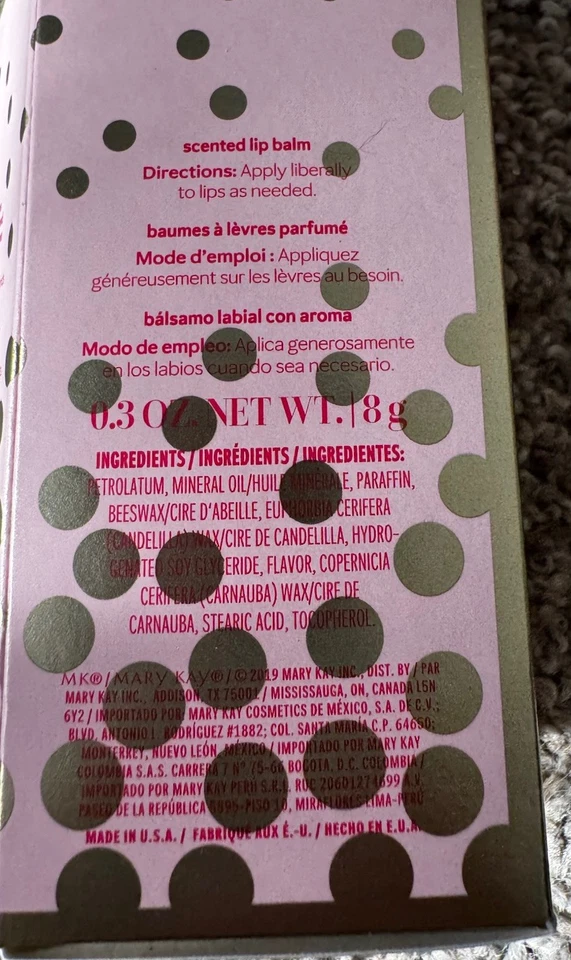 scented lip balm
Directions: Apply liberally
to lips as needed.
baumes à lèvres parfumé
Mode d'emploi : Appliquez
généreusement sur les lèvres au besoin.
bálsamo labial con aroma
Modo de empleo: Aplica generosamente
en los labios cuando sea necesario.
0.3 OZ. NET WT. | 8 g
INGREDIENTS / INGRÉDIENTS / INGREDIENTES:
PETROLATUM, MINERAL OIL/HUILE MINÉRALE, PARAFFIN,
BEESWAX/CIRE D'ABEILLE, EUPHORBIA CERIFERA
(CANDELILLA) WAX/CIRE DE CANDELILLA, HYDRO-
GENATED SOY GLYCERIDE, FLAVOR, COPERNICIA
CERIFERA (CARNAUBA) WAX/CIRE DE
CARNAUBA, STEARIC ACID, TOCOPHEROL.
MK® / MARY KAY® / ©2019 MARY KAY INC., DIST. BY / PAR
MARY KAY INC., ADDISON, TX 75001 / MISSISSAUGA, ON, CANADA L5N
6Y2 / IMPORTADO POR: MARY KAY COSMETICS DE MÉXICO, S.A. DE C.V.;
BLVD. ANTONIO L. RODRÍGUEZ #1882; COL. SANTA MARÍA C.P. 64650;
MONTERREY, NUEVO LEÓN, MÉXICO / IMPORTADO POR MARY KAY
COLOMBIA S.A.S. CARRERA 7 Nº 75-66 BOGOTA, D.C. COLOMBIA /
IMPORTADO POR MARY KAY PERÚ S.R.L. RUC 20601274699 A.V.
PASEO DE LA REPÚBLICA 5895-PISO 10, MIRAFLORES LIMA-PERÚ
MADE IN U.S.A. / FABRIQUÉ AUX É.-U. / HECHO EN E.U.A.